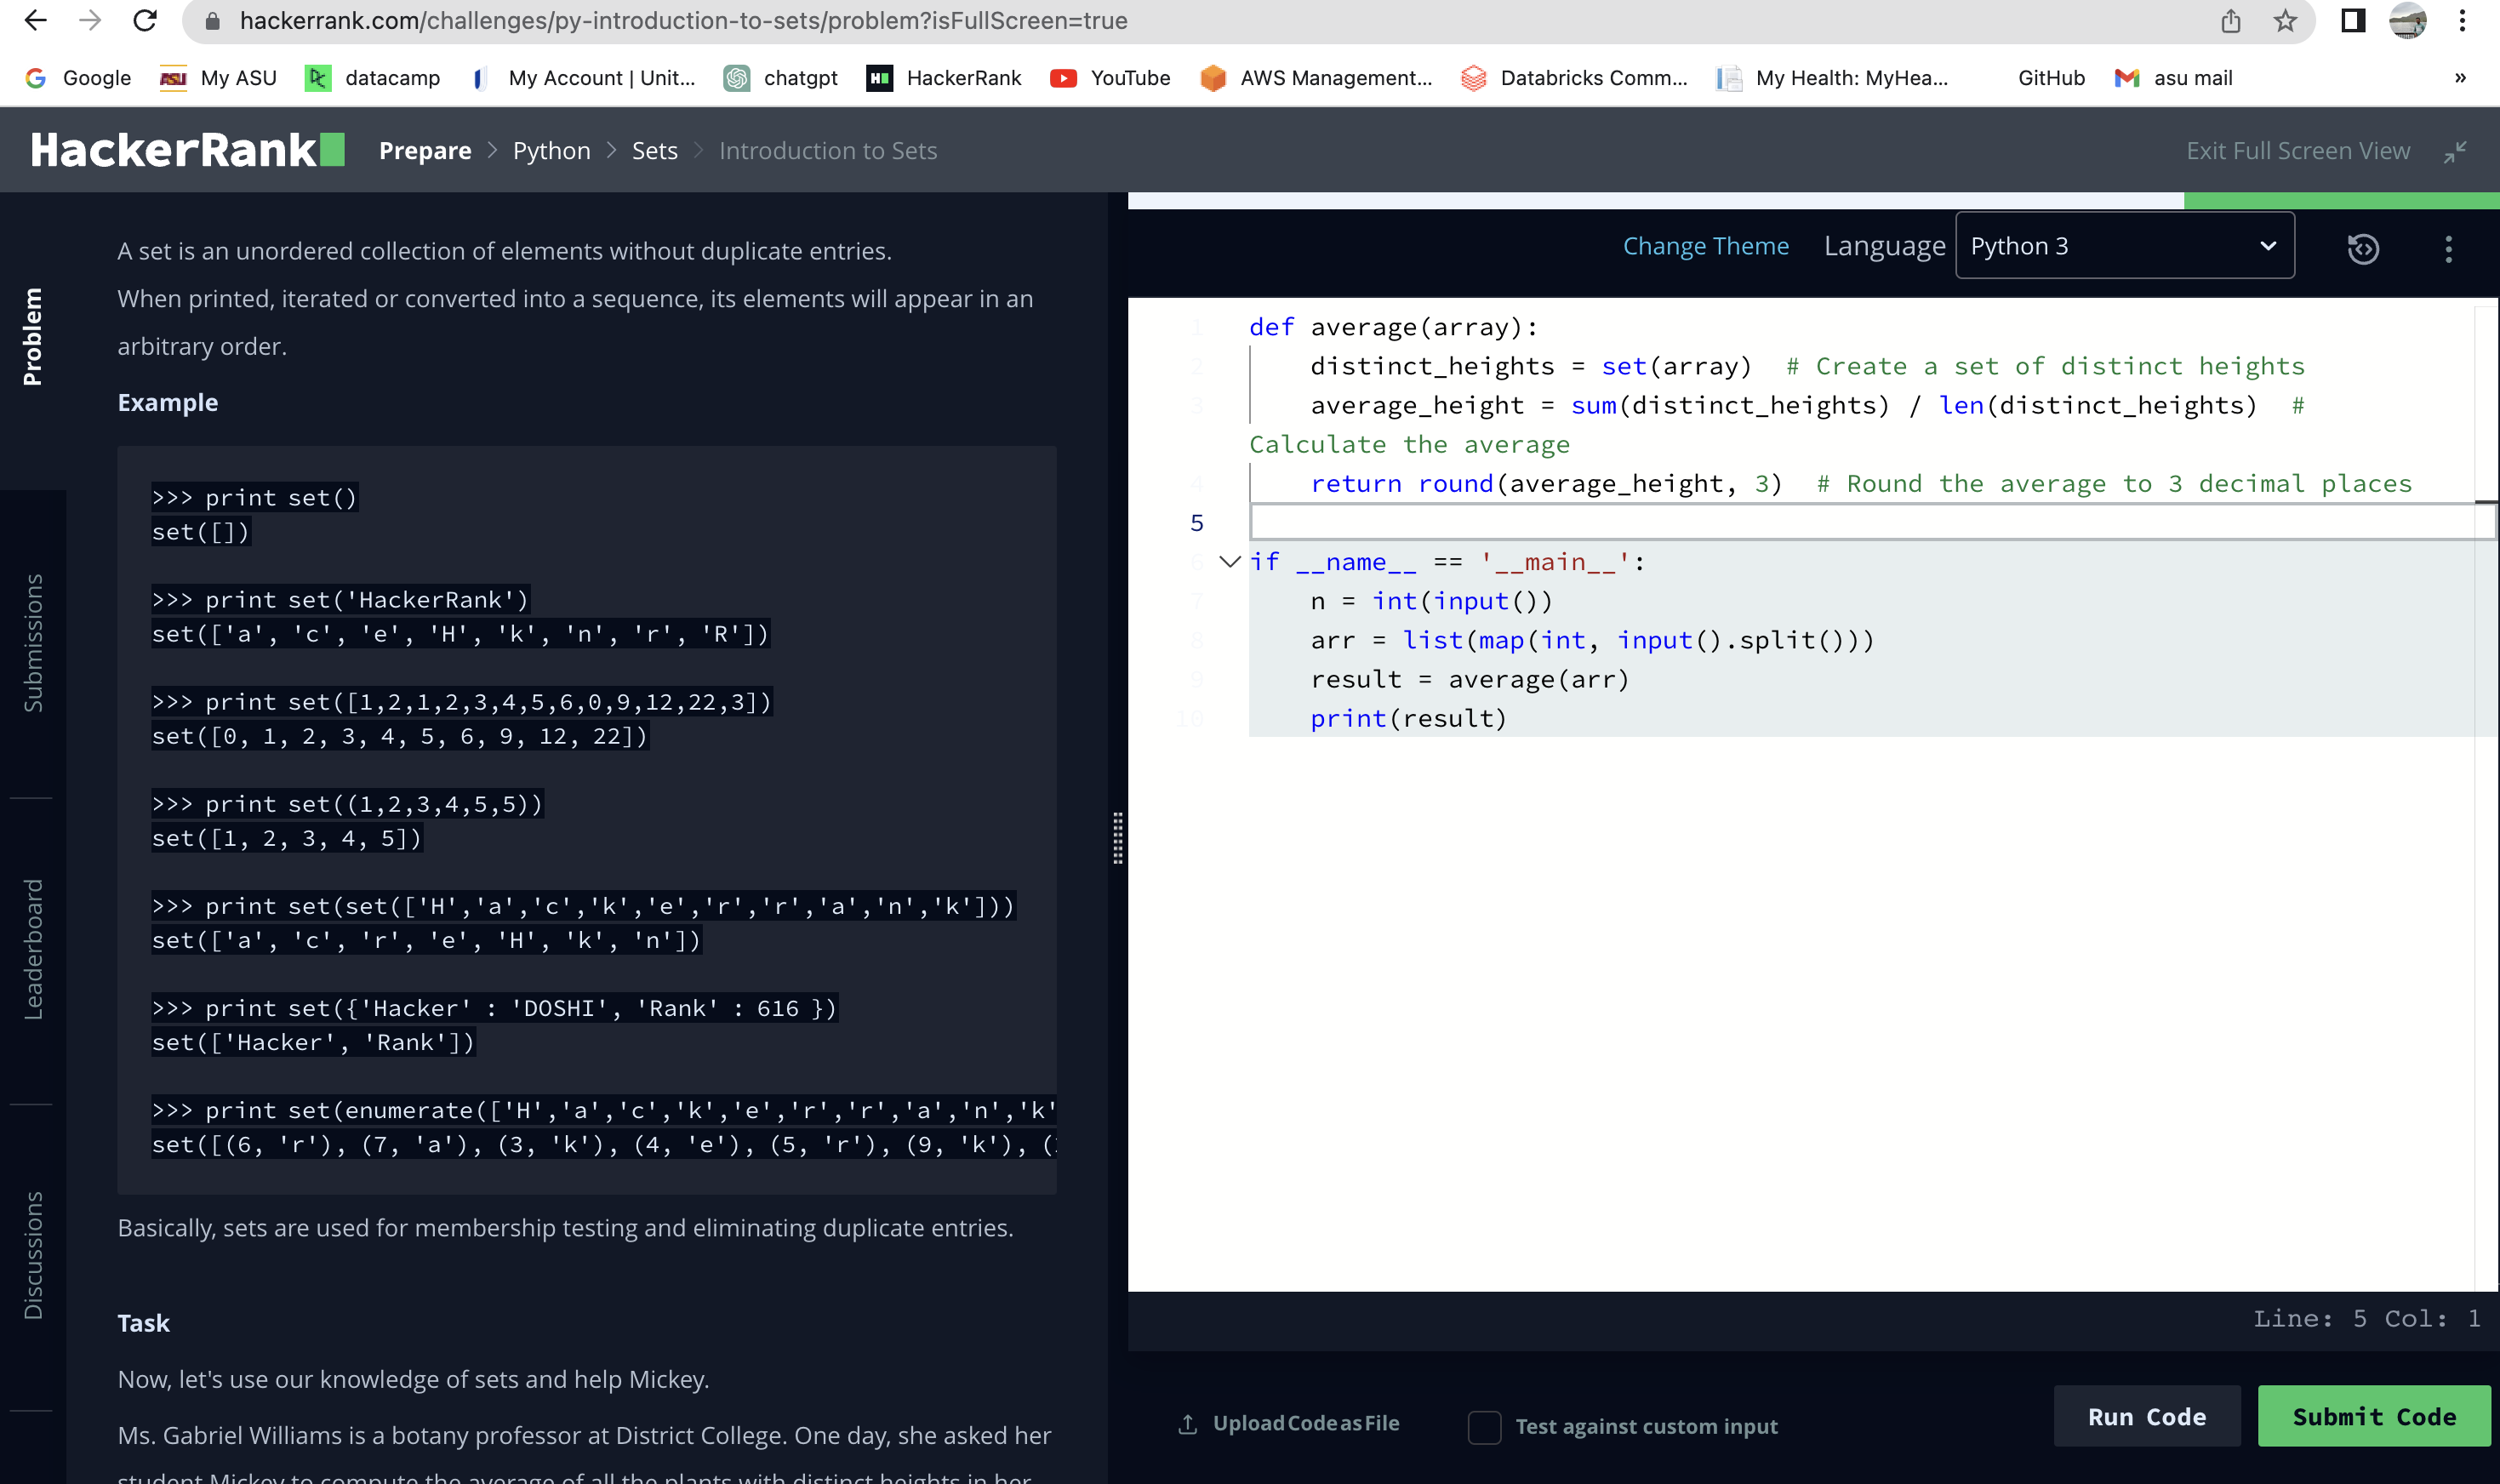 hackerrank.com/challenges/py-introduction-to-sets/problem?isFullScreen=true
Google My ASU datacamp My Account | Unit... chatgpt HackerRank YouTube AWS Management... Databricks Comm... My Health: MyHea... GitHub asu mail »
HackerRank Prepare > Python > Sets > Introduction to Sets Exit Full Screen View
Problem
Submissions
Leaderboard
Discussions
A set is an unordered collection of elements without duplicate entries.
When printed, iterated or converted into a sequence, its elements will appear in an
arbitrary order.
Example
>>> print set()
set([])
>>> print set('HackerRank')
set(['a', 'c', 'e', 'H', 'k', 'n', 'r', 'R'])
>>> print set([1,2,1,2,3,4,5,6,0,9,12,22,3])
set([0, 1, 2, 3, 4, 5, 6, 9, 12, 22])
>>> print set((1,2,3,4,5,5))
set([1, 2, 3, 4, 5])
>>> print set(set(['H','a','c','k','e','r','r','a','n','k']))
set(['a', 'c', 'r', 'e', 'H', 'k', 'n'])
>>> print set({'Hacker' : 'DOSHI', 'Rank' : 616 })
set(['Hacker', 'Rank'])
>>> print set(enumerate(['H','a','c','k','e','r','r','a','n','k'
set([(6, 'r'), (7, 'a'), (3, 'k'), (4, 'e'), (5, 'r'), (9, 'k'), (
Basically, sets are used for membership testing and eliminating duplicate entries.
Task
Now, let's use our knowledge of sets and help Mickey.
Ms. Gabriel Williams is a botany professor at District College. One day, she asked her
student Mickey to compute the average of all the plants with distinct heights in her
Change Theme Language Python 3
1 def average(array):
2 distinct_heights = set(array) # Create a set of distinct heights
3 average_height = sum(distinct_heights) / len(distinct_heights) #
Calculate the average
4 return round(average_height, 3) # Round the average to 3 decimal places
5
6 if __name__ == '__main__':
7 n = int(input())
8 arr = list(map(int, input().split()))
9 result = average(arr)
10 print(result)
Line: 5 Col: 1
Upload Code as File Test against custom input Run Code Submit Code